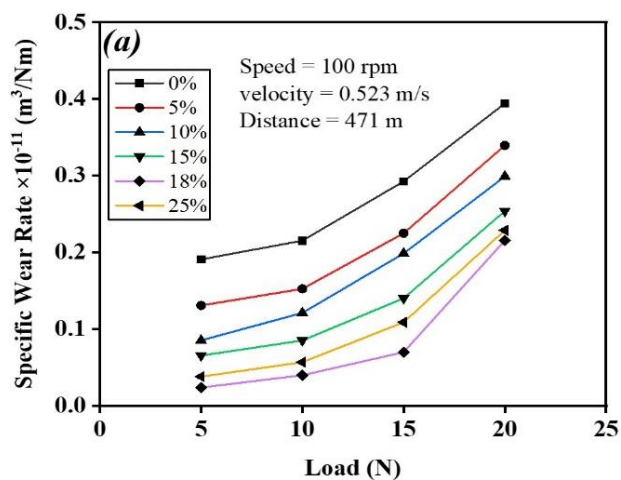 (a)
Speed = 100 rpm
velocity = 0.523 m/s
Distance = 471 m
0%
5%
10%
15%
18%
25%
Specific Wear Rate ×10⁻¹¹ (m³/Nm)
0.5
0.4
0.3
0.2
0.1
0.0
0 5 10 15 20 25
Load (N)